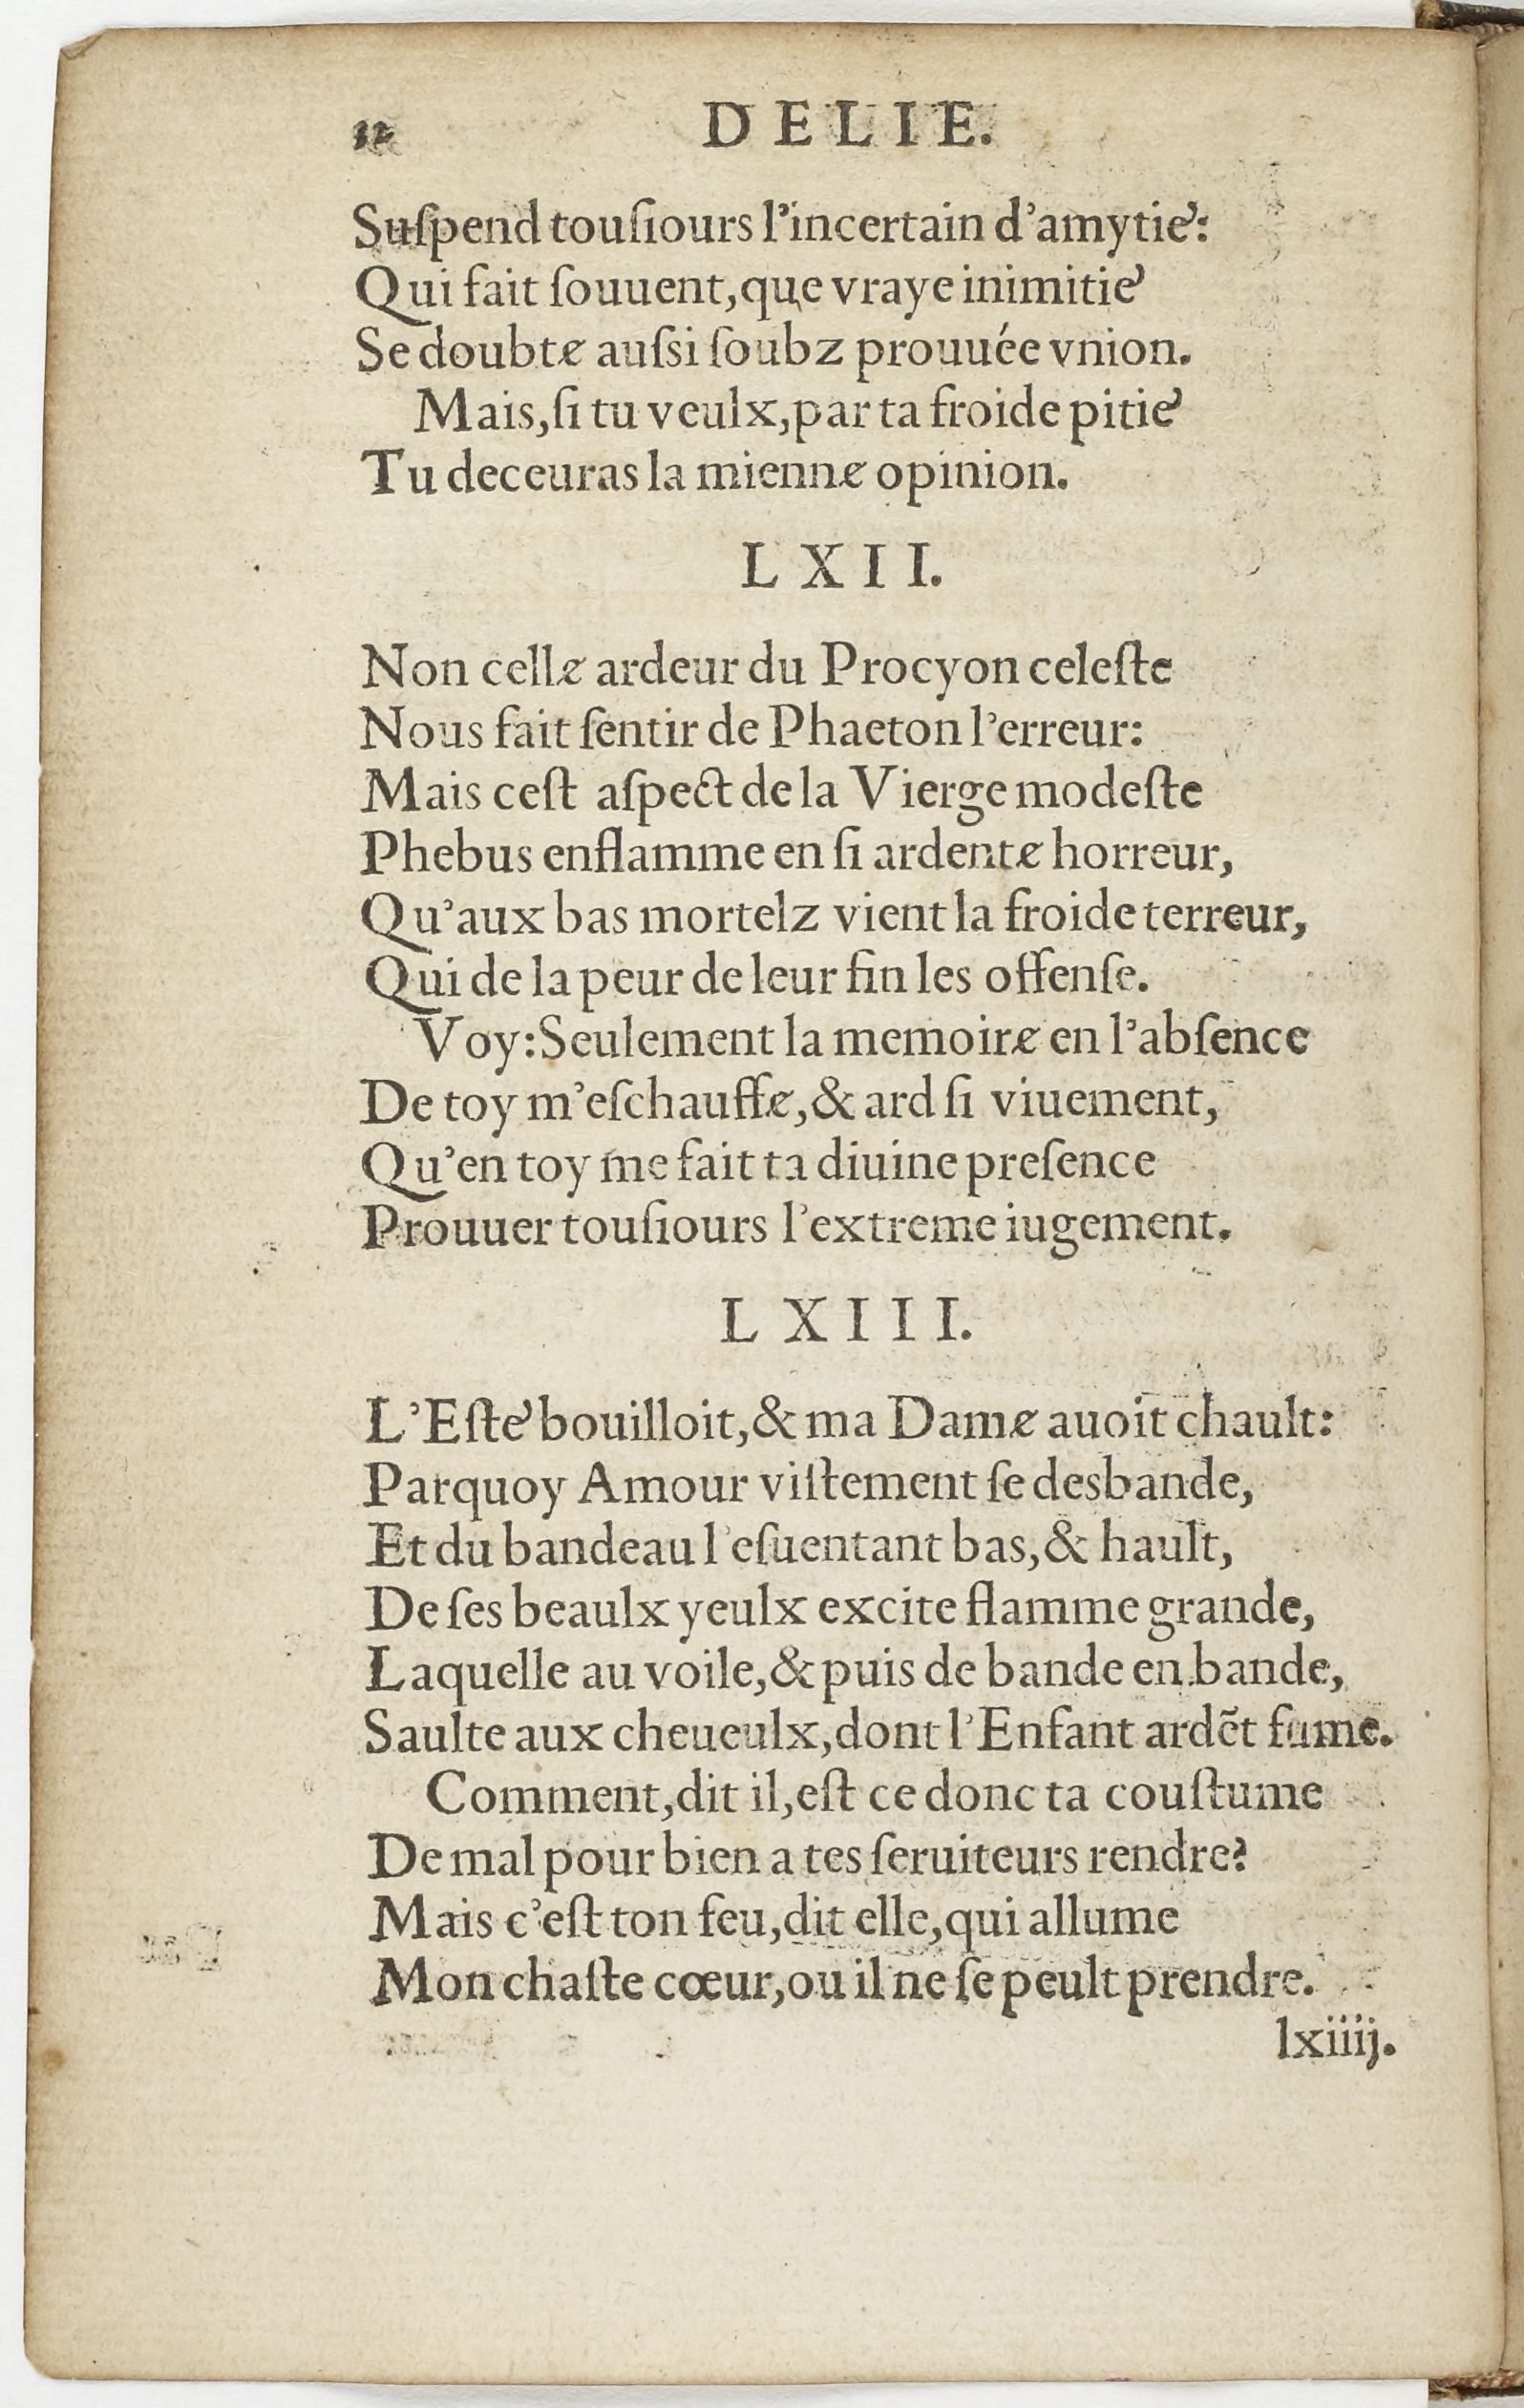 32 DELIE.
Suſpend touſiours l'incertain d'amytié:
Qui fait ſouuent, que vraye inimitié
Se doubte auſsi ſoubz prouuée vnion.
Mais, ſi tu veulx, par ta froide pitié
Tu deceuras la mienne opinion.
LXII.
Non celle ardeur du Procyon celeſte
Nous fait ſentir de Phaeton l'erreur:
Mais ceſt aſpect de la Vierge modeſte
Phebus enflamme en ſi ardente horreur,
Qu'aux bas mortelz vient la froide terreur,
Qui de la peur de leur fin les offenſe.
Voy: Seulement la memoire en l'abſence
De toy m'eſchauffe, & ard ſi viuement,
Qu'en toy me fait ta diuine preſence
Prouuer touſiours l'extreme iugement.
LXIII.
L'Eſté bouilloit, & ma Dame auoit chault:
Parquoy Amour viſtement ſe desbande,
Et du bandeau l'eſuentant bas, & hault,
De ſes beaulx yeulx excite flamme grande,
Laquelle au voile, & puis de bande en bande,
Saulte aux cheueulx, dont l'Enfant ardẽt fume.
Comment, dit il, eſt ce donc ta couſtume
De mal pour bien a tes ſeruiteurs rendre?
Mais c'eſt ton feu, dit elle, qui allume
Mon chaſte cœur, ou il ne ſe peult prendre.
lxiiij.